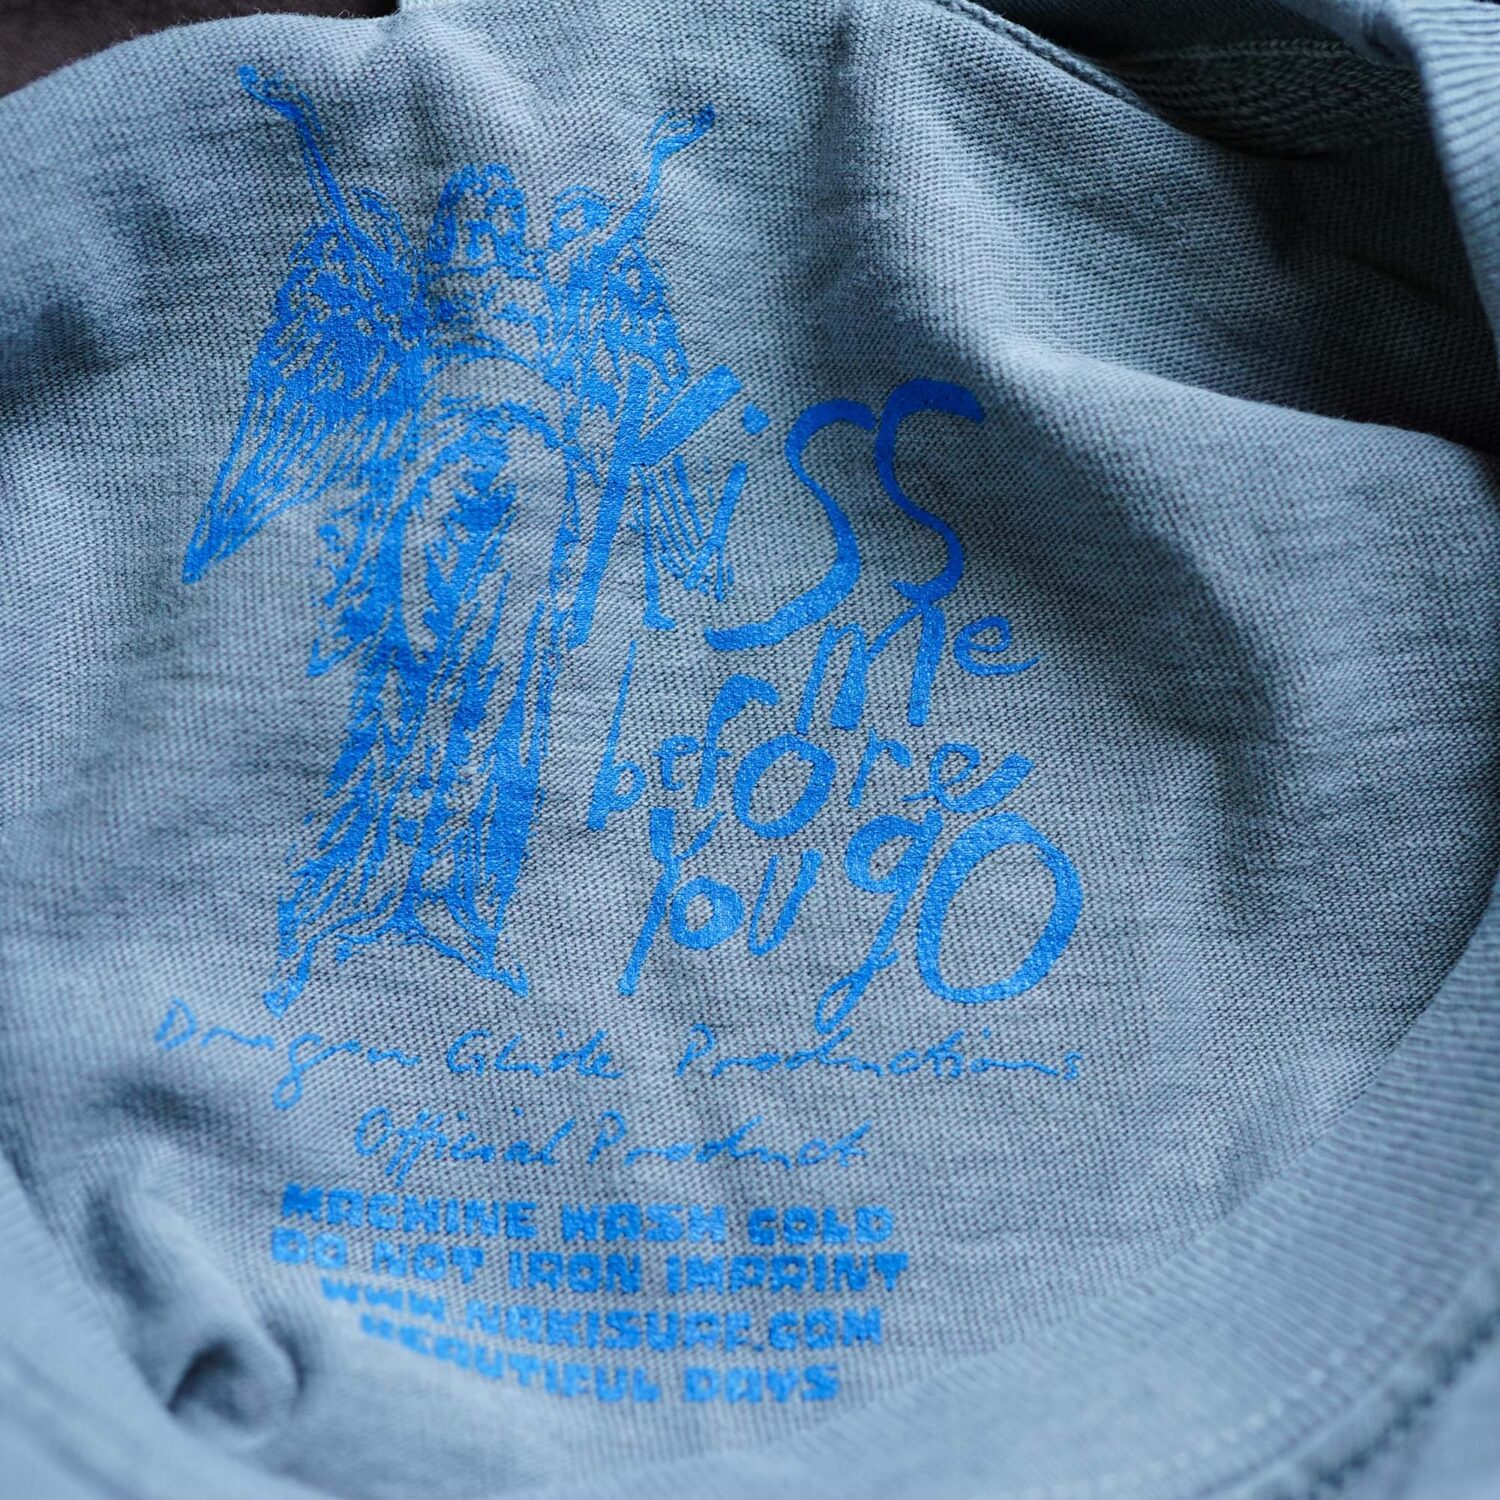 Kiss
me
before
you go
Dragon Glide Productions
Official Product
MACHINE WASH COLD
DO NOT IRON IMPRINT
WWW.NAKISURF.COM
BEAUTIFUL DAYS